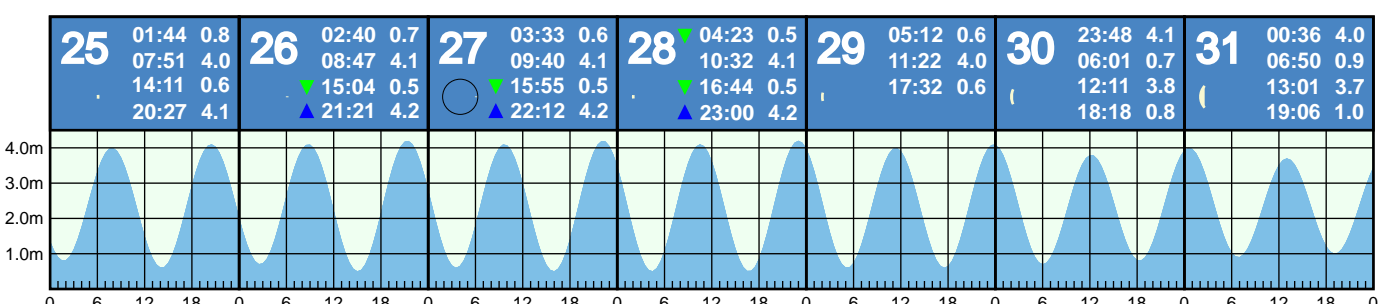 25 01:44 0.8
07:51 4.0
14:11 0.6
20:27 4.1
26 02:40 0.7
08:47 4.1
▼ 15:04 0.5
▲ 21:21 4.2
27 03:33 0.6
09:40 4.1
▼ 15:55 0.5
▲ 22:12 4.2
28 ▼ 04:23 0.5
10:32 4.1
▼ 16:44 0.5
▲ 23:00 4.2
29 05:12 0.6
11:22 4.0
17:32 0.6
30 23:48 4.1
06:01 0.7
12:11 3.8
18:18 0.8
31 00:36 4.0
06:50 0.9
13:01 3.7
19:06 1.0
4.0m
3.0m
2.0m
1.0m
0 6 12 18 0 6 12 18 0 6 12 18 0 6 12 18 0 6 12 18 0 6 12 18 0 6 12 18 0